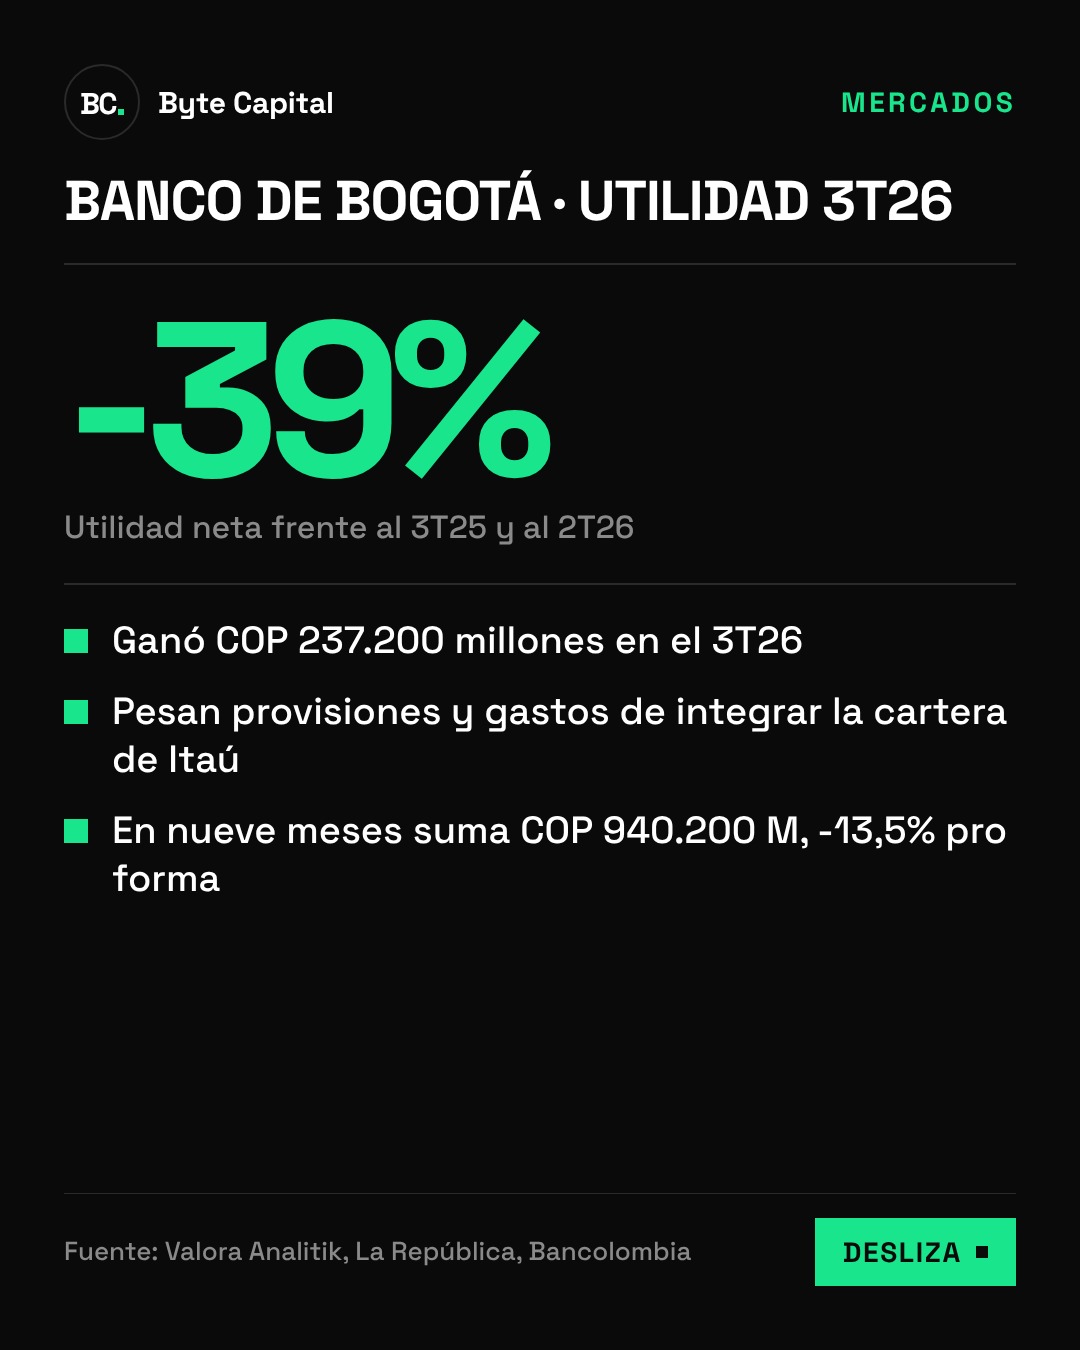 BC.
Byte Capital
MERCADOS
BANCO DE BOGOTÁ · UTILIDAD 3T26
-39%
Utilidad neta frente al 3T25 y al 2T26
Ganó COP 237.200 millones en el 3T26
Pesan provisiones y gastos de integrar la cartera
de Itaú
En nueve meses suma COP 940.200 M, -13,5% pro
forma
Fuente: Valora Analitik, La República, Bancolombia
DESLIZA